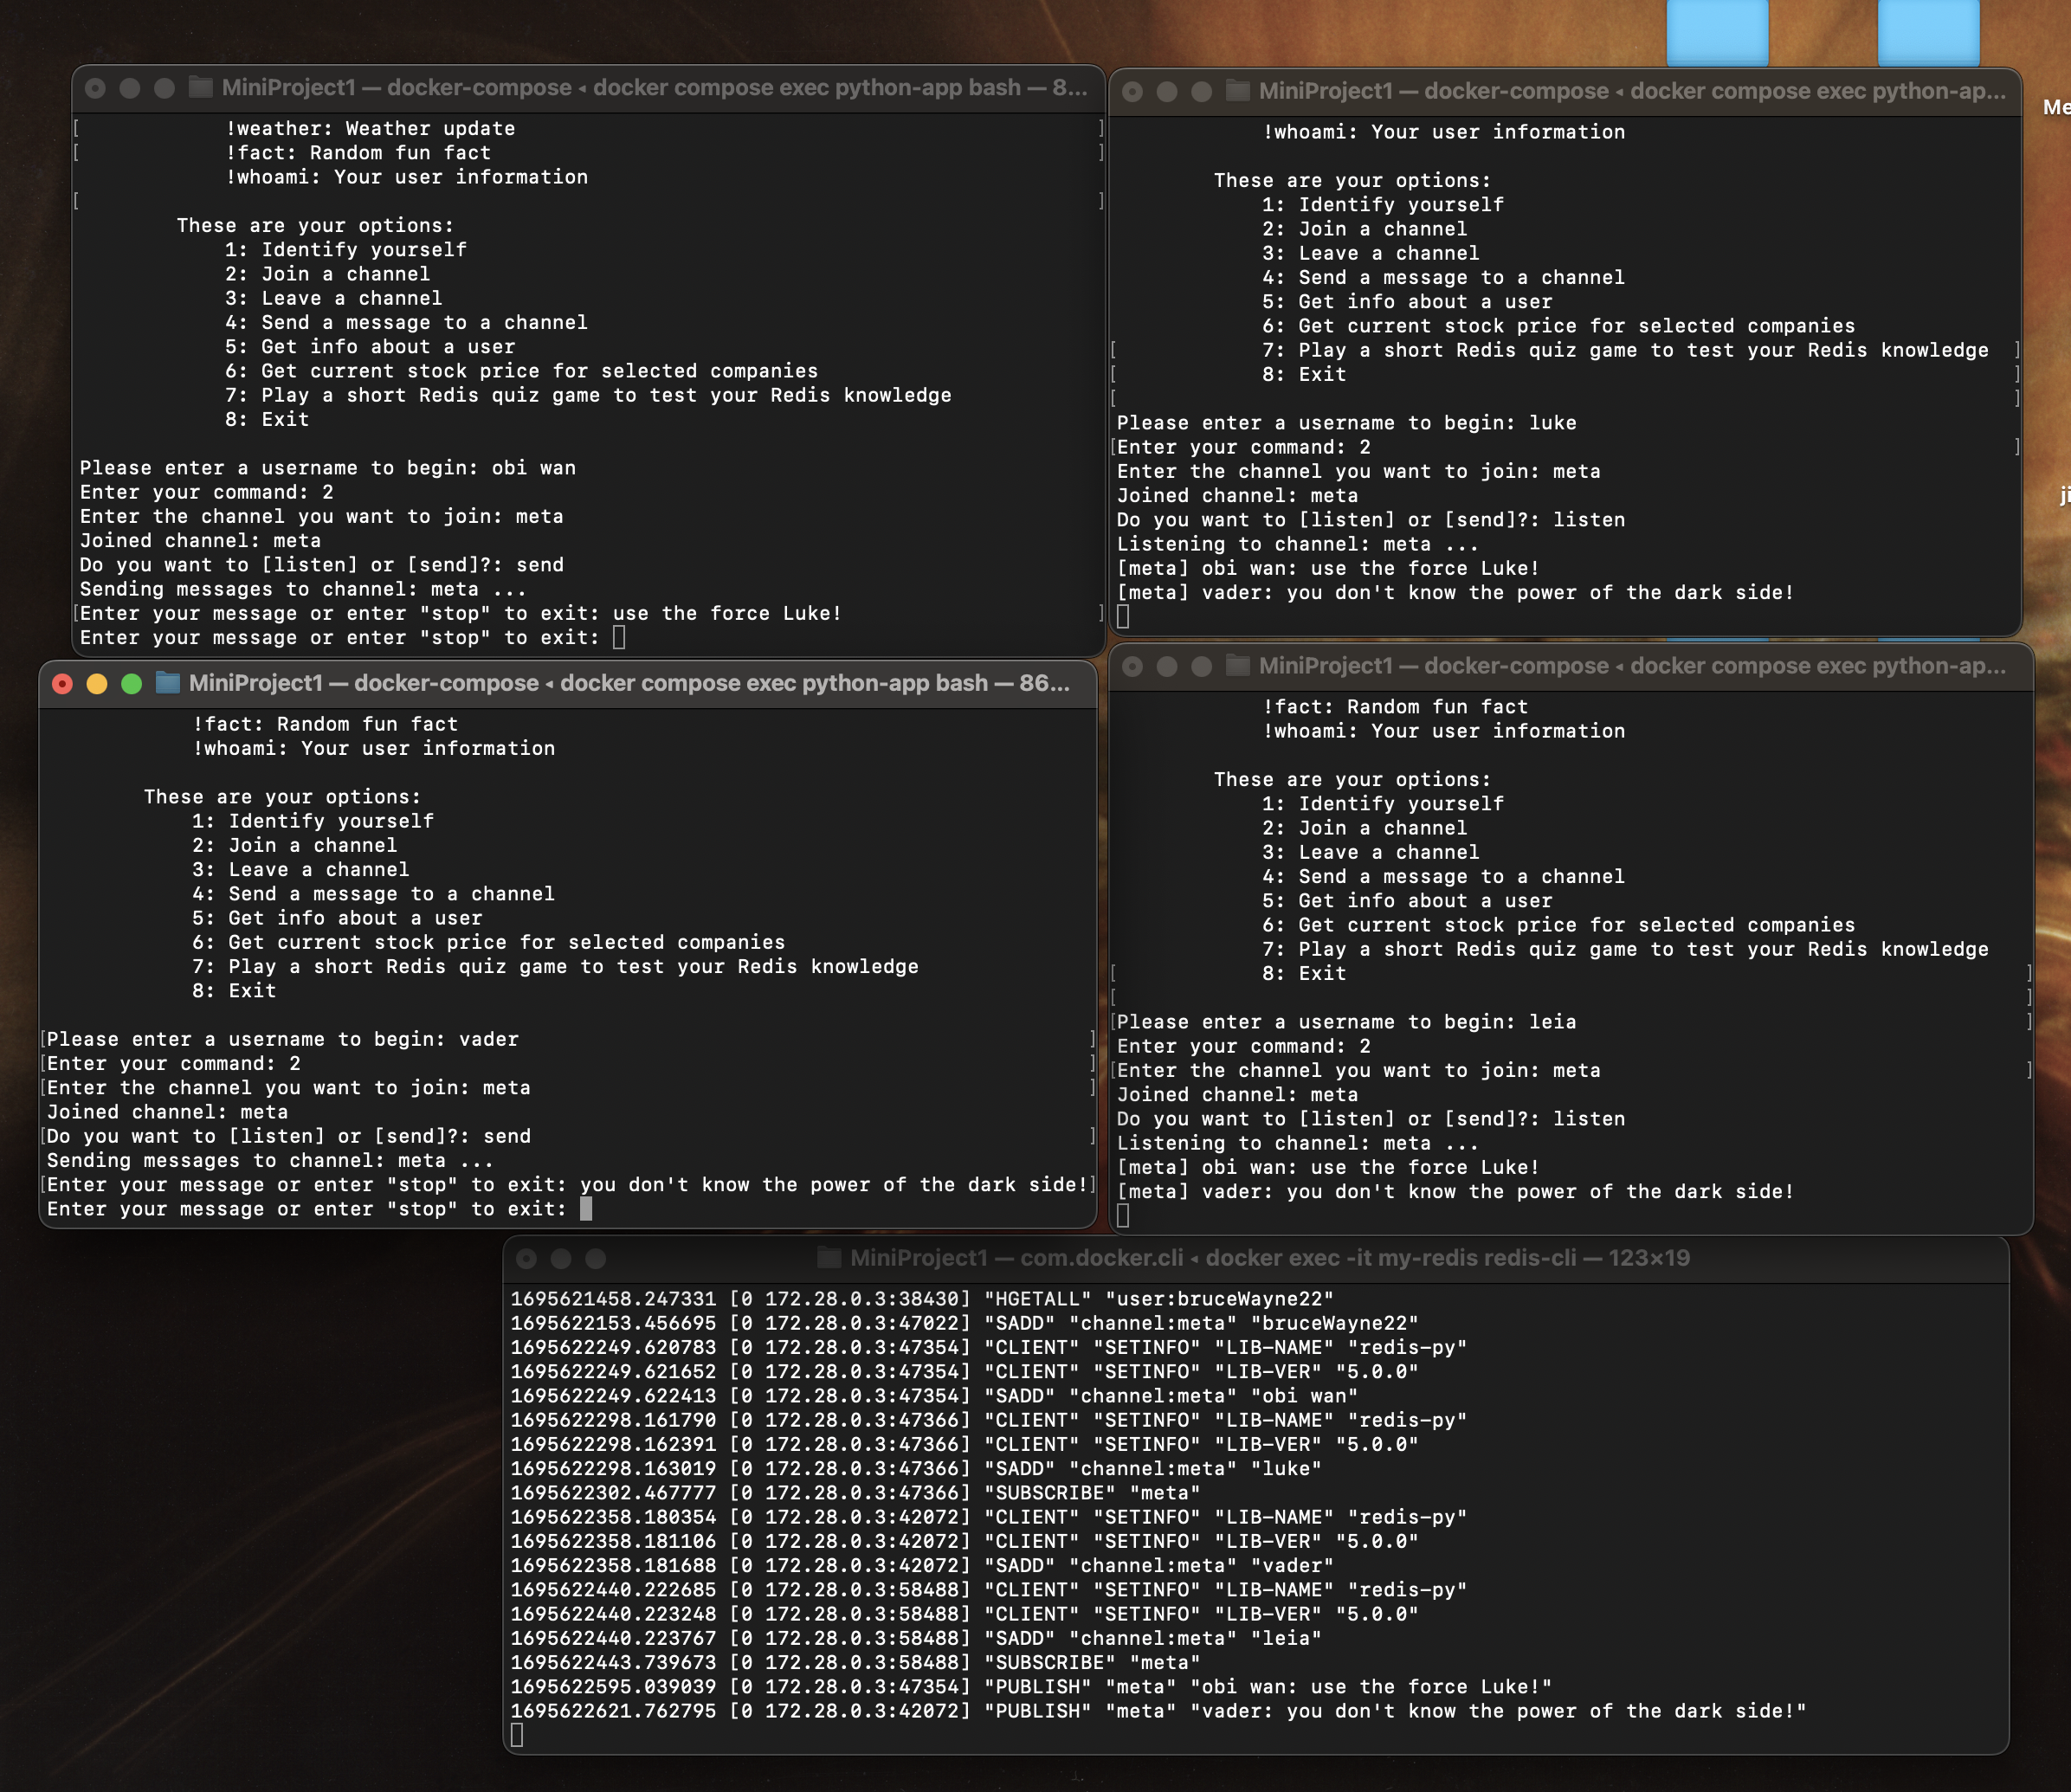 MiniProject1 — docker-compose ◂ docker compose exec python-app bash — 8...
!weather: Weather update
!fact: Random fun fact
!whoami: Your user information
These are your options:
1: Identify yourself
2: Join a channel
3: Leave a channel
4: Send a message to a channel
5: Get info about a user
6: Get current stock price for selected companies
7: Play a short Redis quiz game to test your Redis knowledge
8: Exit
Please enter a username to begin: obi wan
Enter your command: 2
Enter the channel you want to join: meta
Joined channel: meta
Do you want to [listen] or [send]?: send
Sending messages to channel: meta ...
[Enter your message or enter "stop" to exit: use the force Luke! ]
Enter your message or enter "stop" to exit:
MiniProject1 — docker-compose ◂ docker compose exec python-ap...
!whoami: Your user information
These are your options:
1: Identify yourself
2: Join a channel
3: Leave a channel
4: Send a message to a channel
5: Get info about a user
6: Get current stock price for selected companies
[ 7: Play a short Redis quiz game to test your Redis knowledge ]
[ 8: Exit ]
Please enter a username to begin: luke
[Enter your command: 2 ]
Enter the channel you want to join: meta
Joined channel: meta
Do you want to [listen] or [send]?: listen
Listening to channel: meta ...
[meta] obi wan: use the force Luke!
[meta] vader: you don't know the power of the dark side!
Me
ji
MiniProject1 — docker-compose ◂ docker compose exec python-app bash — 86...
!fact: Random fun fact
!whoami: Your user information
These are your options:
1: Identify yourself
2: Join a channel
3: Leave a channel
4: Send a message to a channel
5: Get info about a user
6: Get current stock price for selected companies
7: Play a short Redis quiz game to test your Redis knowledge
8: Exit
[Please enter a username to begin: vader ]
[Enter your command: 2 ]
[Enter the channel you want to join: meta ]
Joined channel: meta
[Do you want to [listen] or [send]?: send ]
Sending messages to channel: meta ...
[Enter your message or enter "stop" to exit: you don't know the power of the dark side!]
Enter your message or enter "stop" to exit:
MiniProject1 — docker-compose ◂ docker compose exec python-ap...
!fact: Random fun fact
!whoami: Your user information
These are your options:
1: Identify yourself
2: Join a channel
3: Leave a channel
4: Send a message to a channel
5: Get info about a user
6: Get current stock price for selected companies
7: Play a short Redis quiz game to test your Redis knowledge
[ 8: Exit ]
[Please enter a username to begin: leia ]
Enter your command: 2
[Enter the channel you want to join: meta ]
Joined channel: meta
Do you want to [listen] or [send]?: listen
Listening to channel: meta ...
[meta] obi wan: use the force Luke!
[meta] vader: you don't know the power of the dark side!
MiniProject1 — com.docker.cli ◂ docker exec -it my-redis redis-cli — 123×19
1695621458.247331 [0 172.28.0.3:38430] "HGETALL" "user:bruceWayne22"
1695622153.456695 [0 172.28.0.3:47022] "SADD" "channel:meta" "bruceWayne22"
1695622249.620783 [0 172.28.0.3:47354] "CLIENT" "SETINFO" "LIB-NAME" "redis-py"
1695622249.621652 [0 172.28.0.3:47354] "CLIENT" "SETINFO" "LIB-VER" "5.0.0"
1695622249.622413 [0 172.28.0.3:47354] "SADD" "channel:meta" "obi wan"
1695622298.161790 [0 172.28.0.3:47366] "CLIENT" "SETINFO" "LIB-NAME" "redis-py"
1695622298.162391 [0 172.28.0.3:47366] "CLIENT" "SETINFO" "LIB-VER" "5.0.0"
1695622298.163019 [0 172.28.0.3:47366] "SADD" "channel:meta" "luke"
1695622302.467777 [0 172.28.0.3:47366] "SUBSCRIBE" "meta"
1695622358.180354 [0 172.28.0.3:42072] "CLIENT" "SETINFO" "LIB-NAME" "redis-py"
1695622358.181106 [0 172.28.0.3:42072] "CLIENT" "SETINFO" "LIB-VER" "5.0.0"
1695622358.181688 [0 172.28.0.3:42072] "SADD" "channel:meta" "vader"
1695622440.222685 [0 172.28.0.3:58488] "CLIENT" "SETINFO" "LIB-NAME" "redis-py"
1695622440.223248 [0 172.28.0.3:58488] "CLIENT" "SETINFO" "LIB-VER" "5.0.0"
1695622440.223767 [0 172.28.0.3:58488] "SADD" "channel:meta" "leia"
1695622443.739673 [0 172.28.0.3:58488] "SUBSCRIBE" "meta"
1695622595.039039 [0 172.28.0.3:47354] "PUBLISH" "meta" "obi wan: use the force Luke!"
1695622621.762795 [0 172.28.0.3:42072] "PUBLISH" "meta" "vader: you don't know the power of the dark side!"